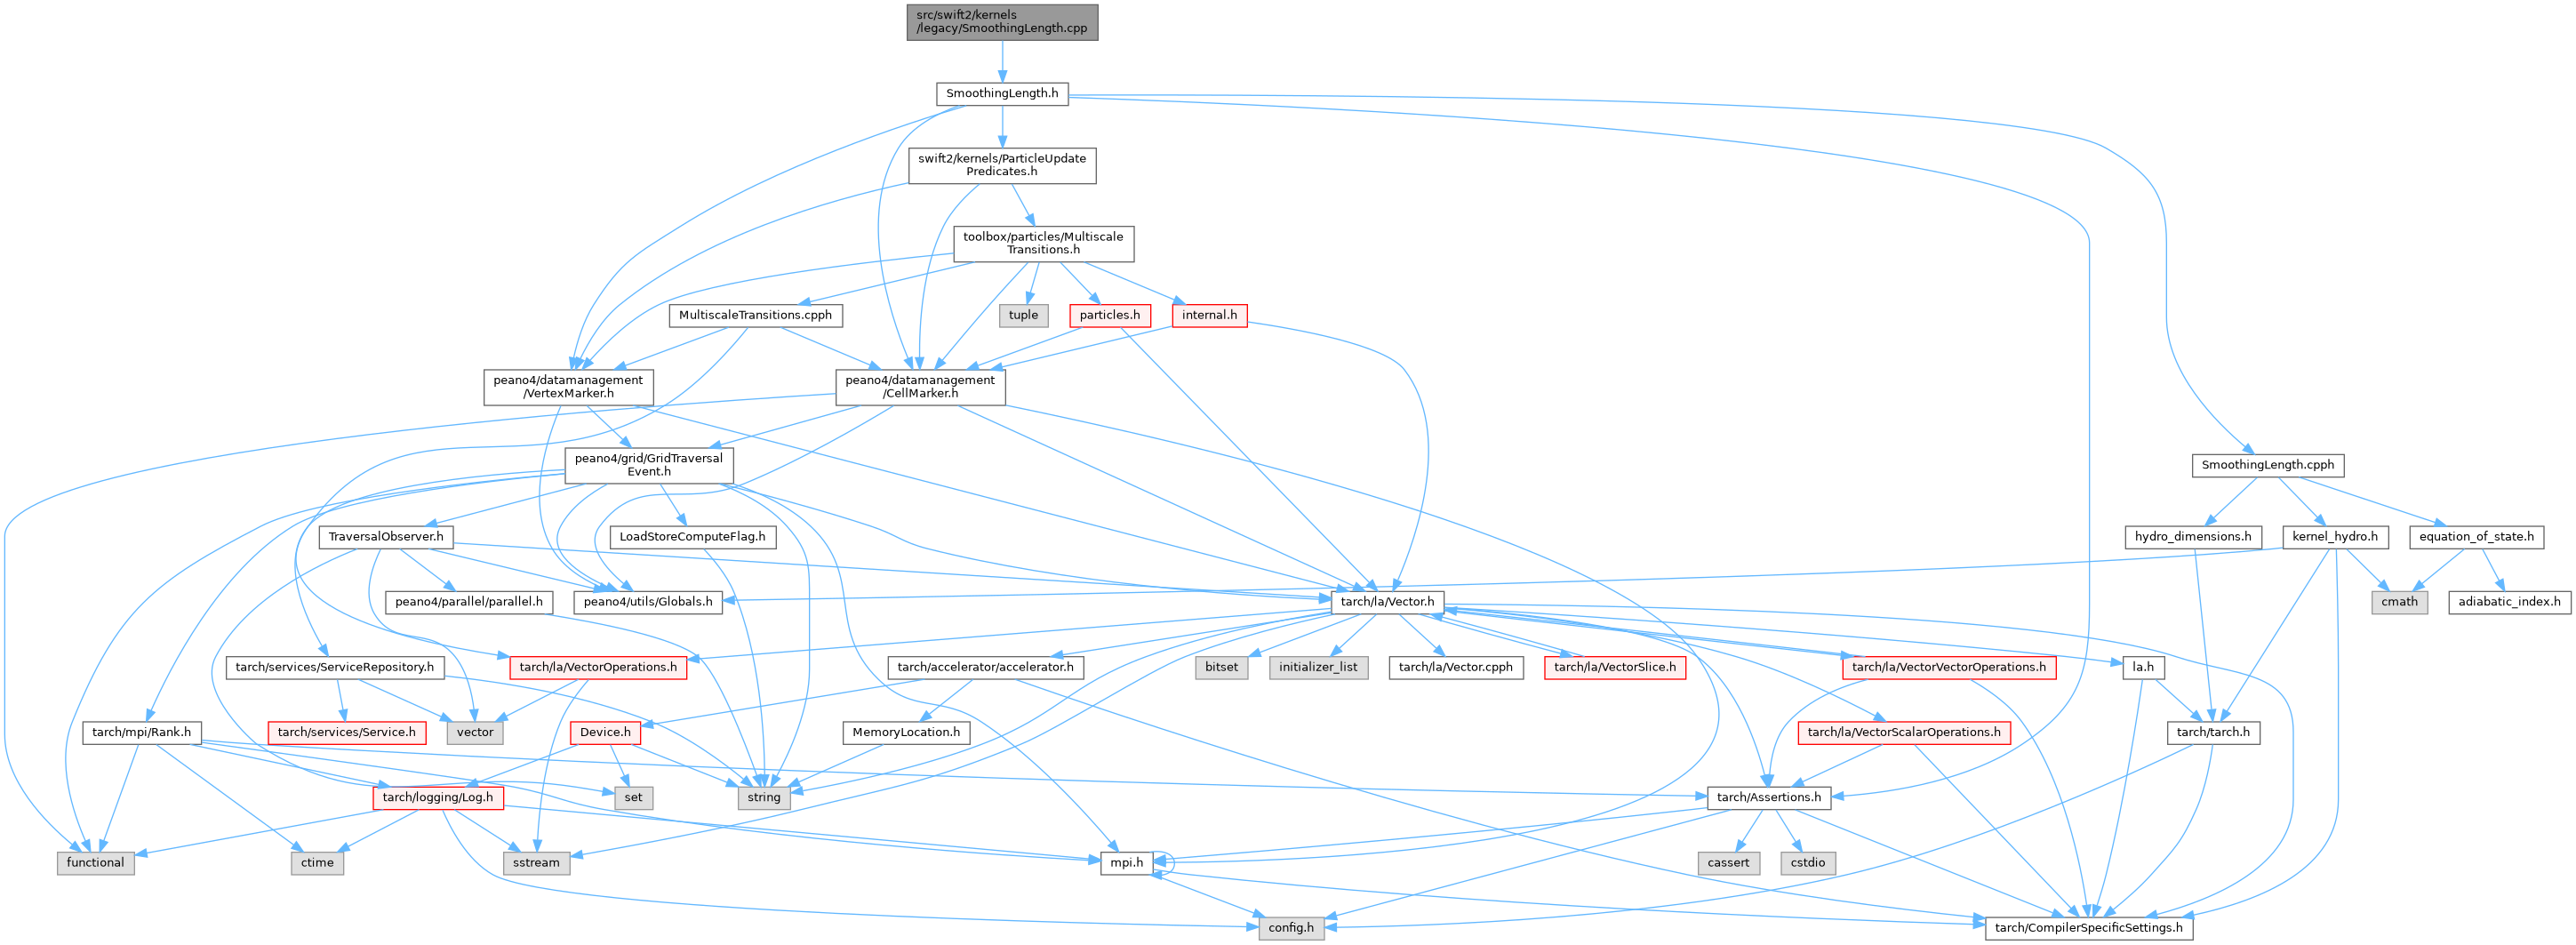 src/swift2/kernels
/legacy/SmoothingLength.cpp
SmoothingLength.h
swift2/kernels/ParticleUpdate
Predicates.h
toolbox/particles/Multiscale
Transitions.h
MultiscaleTransitions.cpph
tuple
particles.h
internal.h
peano4/datamanagement
/VertexMarker.h
peano4/datamanagement
/CellMarker.h
peano4/grid/GridTraversal
Event.h
SmoothingLength.cpph
TraversalObserver.h
LoadStoreComputeFlag.h
hydro_dimensions.h
kernel_hydro.h
equation_of_state.h
peano4/parallel/parallel.h
peano4/utils/Globals.h
tarch/la/Vector.h
cmath
adiabatic_index.h
tarch/services/ServiceRepository.h
tarch/la/VectorOperations.h
tarch/accelerator/accelerator.h
bitset
initializer_list
tarch/la/Vector.cpph
tarch/la/VectorSlice.h
tarch/la/VectorVectorOperations.h
la.h
tarch/mpi/Rank.h
tarch/services/Service.h
vector
Device.h
MemoryLocation.h
tarch/la/VectorScalarOperations.h
tarch/tarch.h
tarch/logging/Log.h
set
string
tarch/Assertions.h
functional
ctime
sstream
mpi.h
cassert
cstdio
config.h
tarch/CompilerSpecificSettings.h